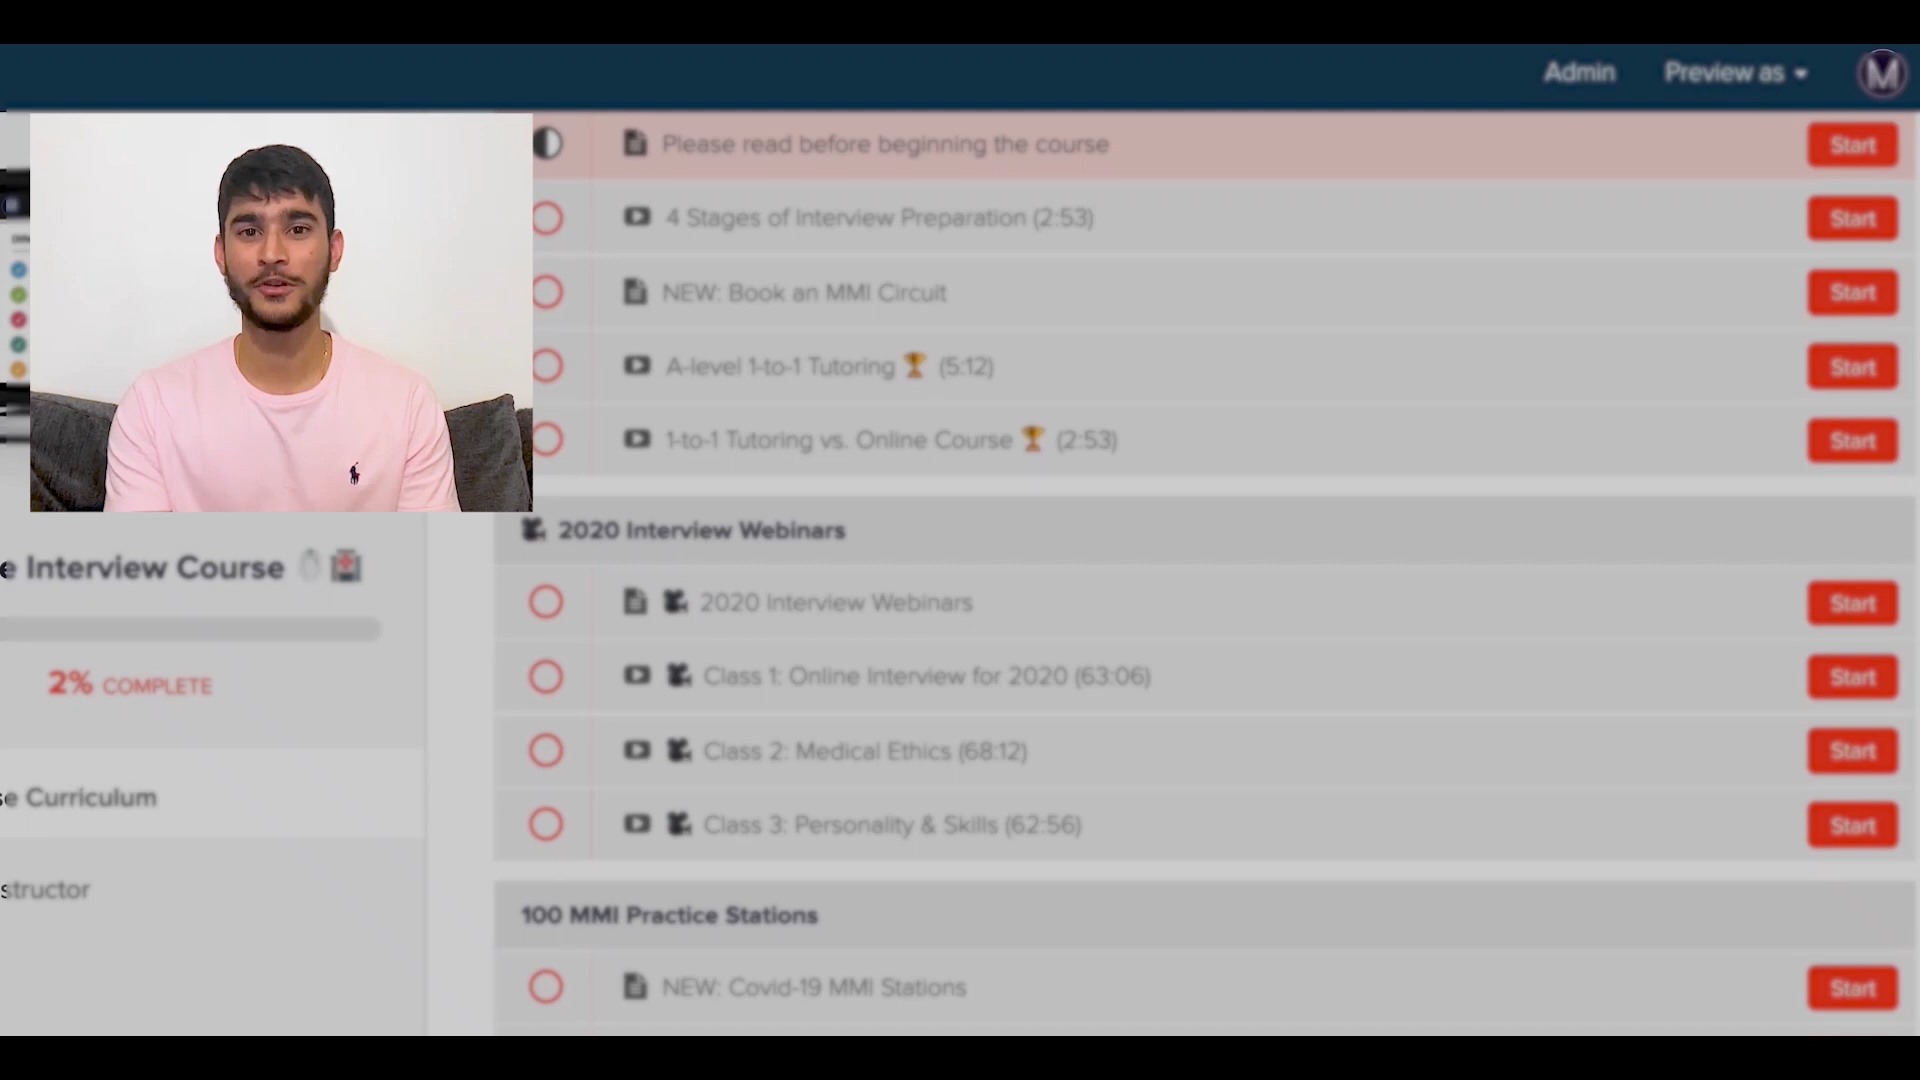 Admin
Preview as
M
Please read before beginning the course
Start
4 Stages of Interview Preparation (2:53)
Start
NEW: Book an MMI Circuit
Start
A-level 1-to-1 Tutoring 🏆 (5:12)
Start
1-to-1 Tutoring vs. Online Course 🏆 (2:53)
Start
2020 Interview Webinars
e Interview Course
2020 Interview Webinars
Start
2% COMPLETE
Class 1: Online Interview for 2020 (63:06)
Start
Class 2: Medical Ethics (68:12)
Start
se Curriculum
Class 3: Personality & Skills (62:56)
Start
structor
100 MMI Practice Stations
NEW: Covid-19 MMI Stations
Start